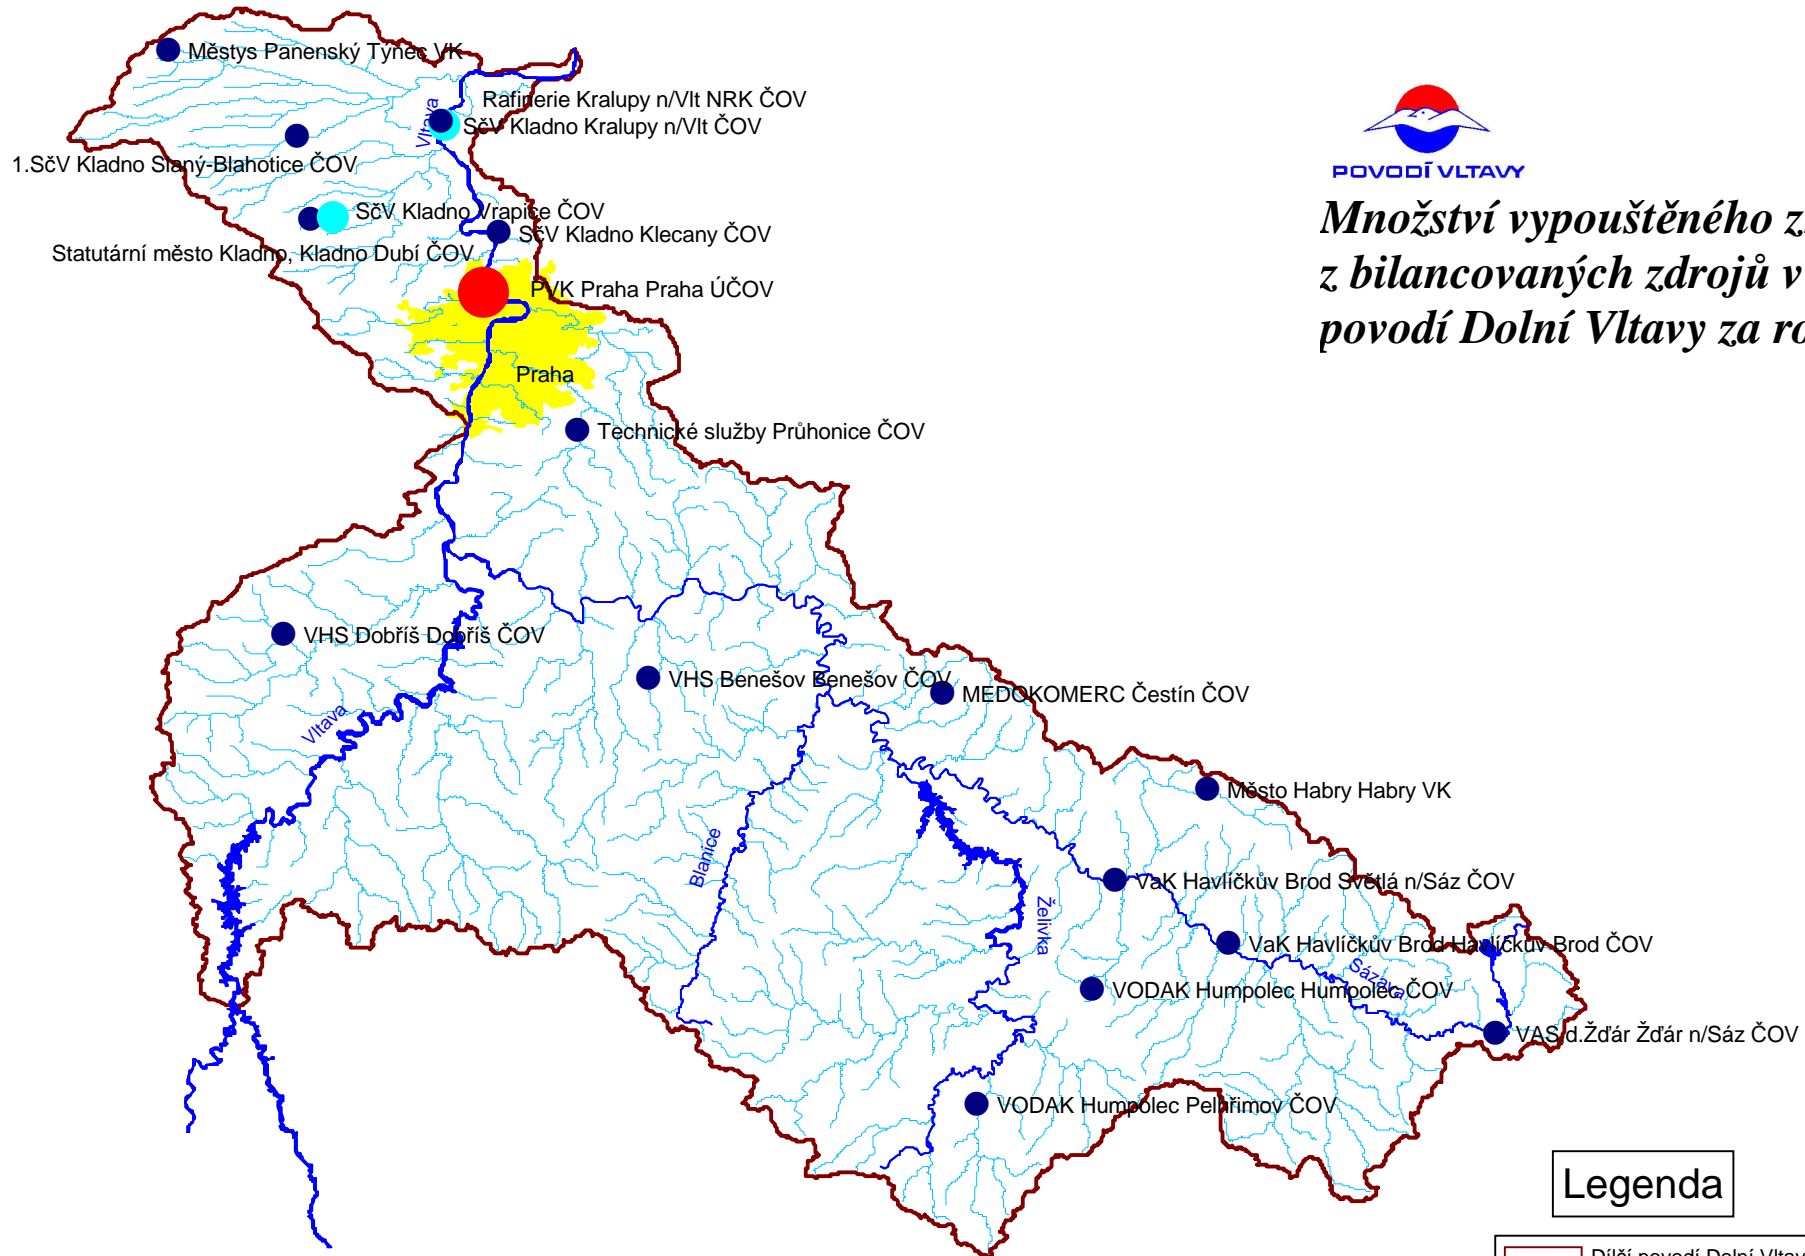 Městys Panenský Týnec VK
Rafinerie Kralupy n/Vlt NRK ČOV
Vltava
SčV Kladno Kralupy n/Vlt ČOV
1.SčV Kladno Slaný-Blahotice ČOV
SčV Kladno Vrapice ČOV
SčV Kladno Klecany ČOV
Statutární město Kladno, Kladno Dubí ČOV
PVK Praha Praha ÚČOV
Praha
Technické služby Průhonice ČOV
POVODÍ VLTAVY
Množství vypouštěného
z bilancovaných zdrojů v
povodí Dolní Vltavy za
VHS Dobříš Dobříš ČOV
VHS Benešov Benešov ČOV
MEDOKOMERC Čestín ČOV
Vltava
Město Habry Habry VK
Blanice
VaK Havlíčkův Brod Světlá n/Sáz ČOV
Želivka
VaK Havlíčkův Brod Havlíčkův Brod ČOV
Sázava
VODAK Humpolec Humpolec ČOV
VAS d.Žďár Žďár n/Sáz ČOV
VODAK Humpolec Pelhřimov ČOV
Legenda
Dílčí povodí Dolní